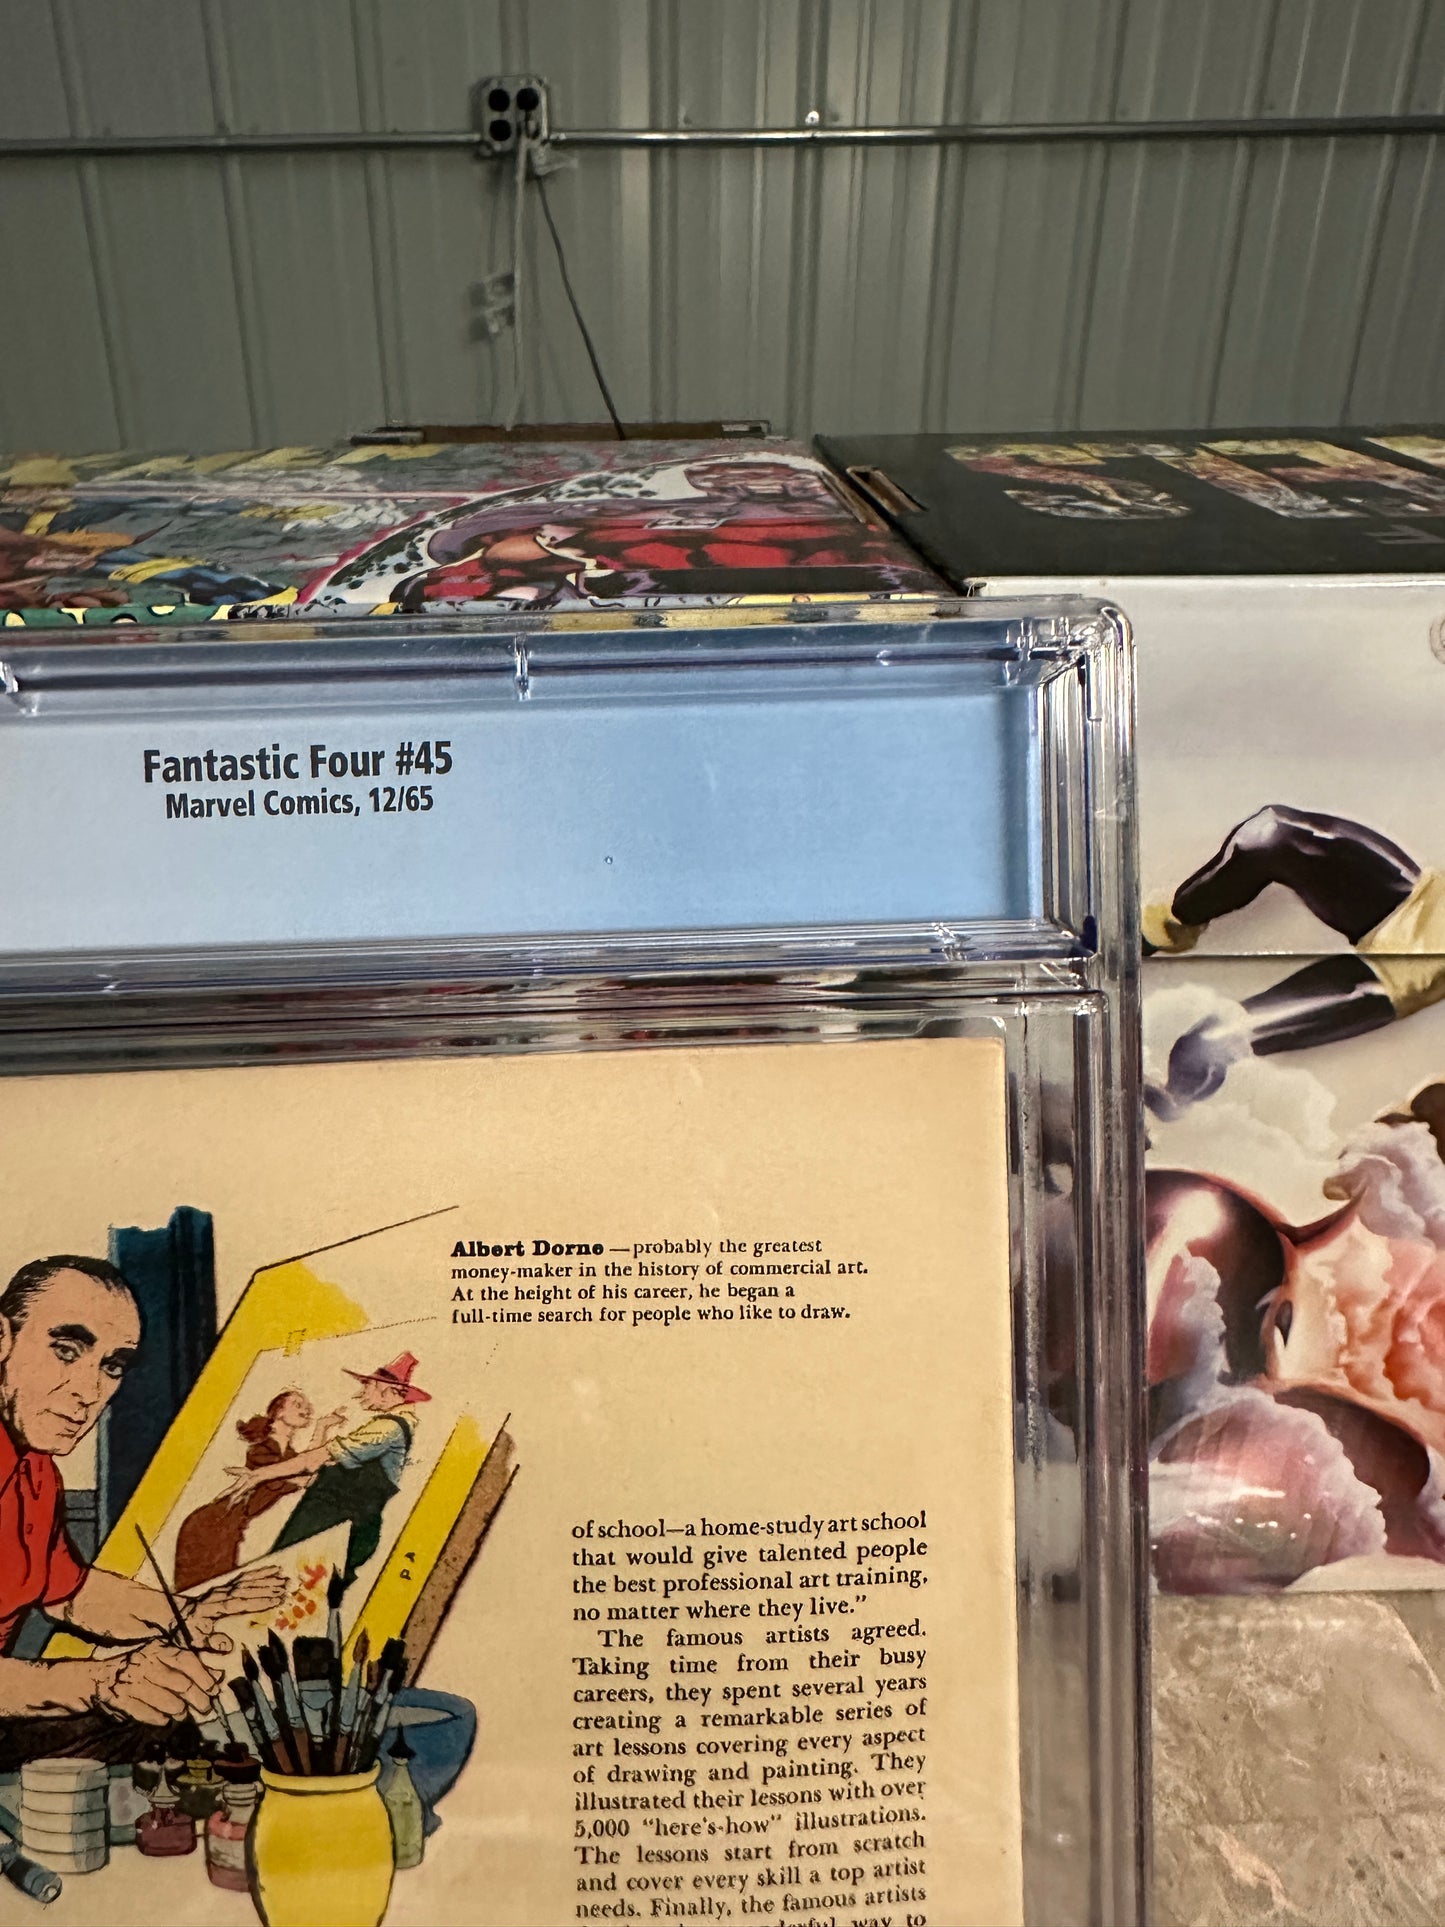 Fantastic Four #45
Marvel Comics, 12/65
Albert Dorne —probably the greatest
money-maker in the history of commercial art.
At the height of his career, he began a
full-time search for people who like to draw.
of school—a home-study art school
that would give talented people
the best professional art training,
no matter where they live.”
The famous artists agreed.
Taking time from their busy
careers, they spent several years
creating a remarkable series of
art lessons covering every aspect
of drawing and painting. They
illustrated their lessons with over
5,000 “here's-how” illustrations.
The lessons start from scratch
and cover every skill a top artist
needs. Finally, the famous artists
way to